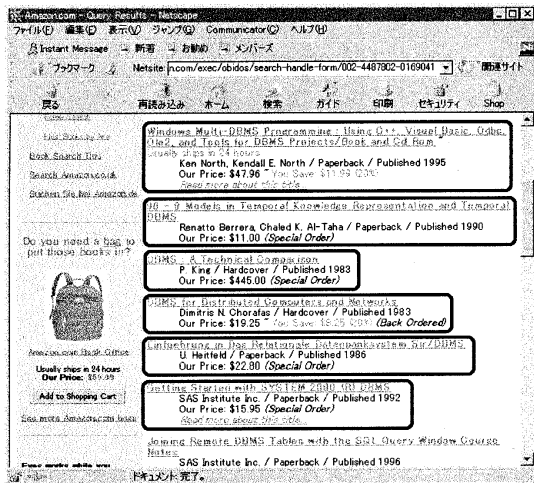 Amazon.com - Query Results - Netscape
ファイル(F) 編集(E) 表示(V) ジャンプ(G) Communicator(C) ヘルプ(H)
Instant Message 新着 お勧め メンバーズ
ブックマーク Netsite: n.com/exec/obidos/search-handle-form/002-4487802-0169041 関連サイト
戻る 再読み込み ホーム 検索 ガイド 印刷 セキュリティ Shop
Book Search Tips
Search Amazon.co.uk
Suchen Sie bei Amazon.de
Do you need a bag to
put those books in?
Amazon.com Book Office
Usually ships in 24 hours
Our Price:
Add to Shopping Cart
See more Amazon.com
Windows Multi-DBMS Programming : Using C++, Visual Basic, Odbc,
Ole2, and Tools for DBMS Projects/Book and Cd Rom
Usually ships in 24 hours
Ken North, Kendall E. North / Paperback / Published 1995
Our Price: $47.96 ~ You Save: $11.99 (20%)
Read more about this title...
Models in Temporal Knowledge Representation and Temporal
DBMS
Renatto Berrera, Chaled K. Al-Taha / Paperback / Published 1990
Our Price: $11.00 (Special Order)
DBMS : A Technical Comparison
P. King / Hardcover / Published 1983
Our Price: $445.00 (Special Order)
DBMS for Distributed Computers and Networks
Dimitris N. Chorafas / Hardcover / Published 1983
Our Price: $19.25 ~ You Save: (Back Ordered)
Einfuehrung in Das Relationale Datenbanksystem Sir/DBMS
U. Heitfeld / Paperback / Published 1986
Our Price: $22.80 (Special Order)
Getting Started with SYSTEM 2000 DBMS
SAS Institute Inc. / Paperback / Published 1992
Our Price: $15.95 (Special Order)
Read more about this title...
Joining Remote DBMS Tables with the SQL Query Window Course
Notes
SAS Institute Inc. / Paperback / Published 1996
ドキュメント: 完了。